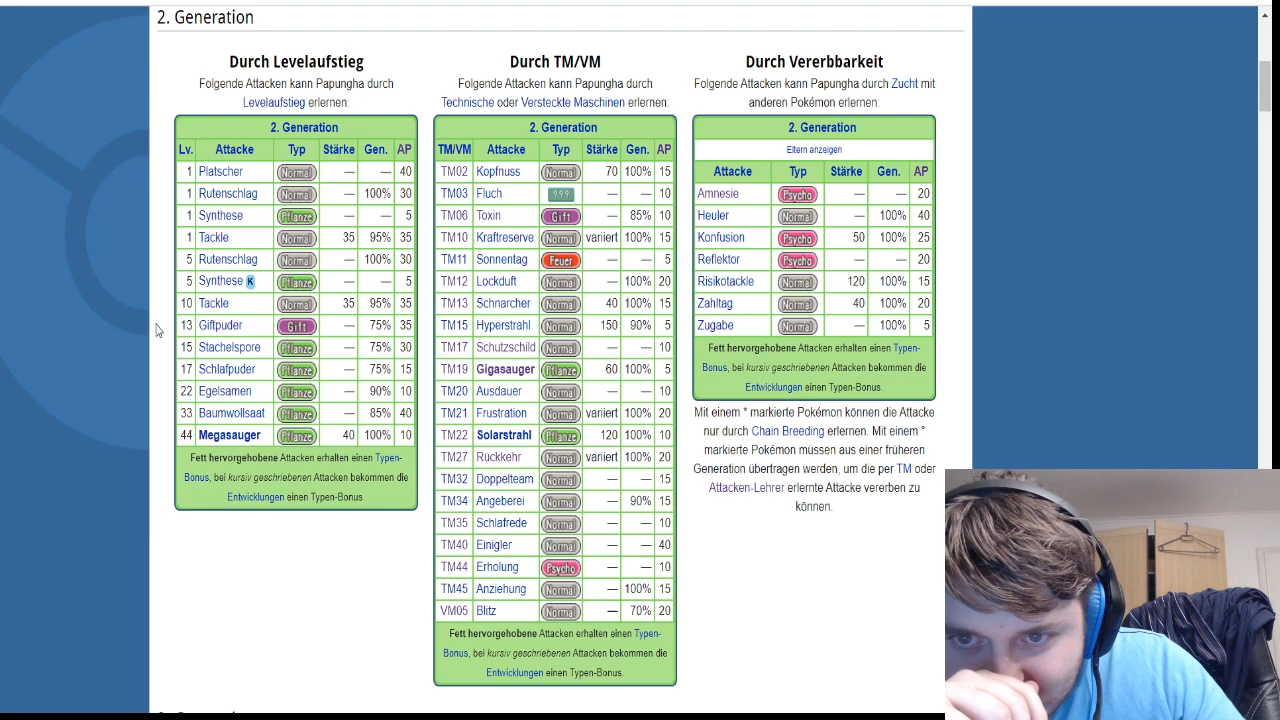 2. Generation
Durch Levelaufstieg
Folgende Attacken kann Papungha durch
Levelaufstieg erlernen:
2. Generation
Lv. Attacke Typ Stärke Gen. AP
1 Platscher Normal — — 40
1 Rutenschlag Normal — 100% 30
1 Synthese Pflanze — — 5
1 Tackle Normal 35 95% 35
5 Rutenschlag Normal — 100% 30
5 Synthese K Pflanze — — 5
10 Tackle Normal 35 95% 35
13 Giftpuder Gift — 75% 35
15 Stachelspore Pflanze — 75% 30
17 Schlafpuder Pflanze — 75% 15
22 Egelsamen Pflanze — 90% 10
33 Baumwollsaat Pflanze — 85% 40
44 Megasauger Pflanze 40 100% 10
Fett hervorgehobene Attacken erhalten einen Typen-
Bonus, bei kursiv geschriebenen Attacken bekommen die
Entwicklungen einen Typen-Bonus.
Durch TM/VM
Folgende Attacken kann Papungha durch
Technische oder Versteckte Maschinen erlernen:
2. Generation
TM/VM Attacke Typ Stärke Gen. AP
TM02 Kopfnuss Normal 70 100% 15
TM03 Fluch ??? — — 10
TM06 Toxin Gift — 85% 10
TM10 Kraftreserve Normal variiert 100% 15
TM11 Sonnentag Feuer — — 5
TM12 Lockduft Normal — 100% 20
TM13 Schnarcher Normal 40 100% 15
TM15 Hyperstrahl Normal 150 90% 5
TM17 Schutzschild Normal — — 10
TM19 Gigasauger Pflanze 60 100% 5
TM20 Ausdauer Normal — — 10
TM21 Frustration Normal variiert 100% 20
TM22 Solarstrahl Pflanze 120 100% 10
TM27 Rückkehr Normal variiert 100% 20
TM32 Doppelteam Normal — — 15
TM34 Angeberei Normal — 90% 15
TM35 Schlafrede Normal — — 10
TM40 Einigler Normal — — 40
TM44 Erholung Psycho — — 10
TM45 Anziehung Normal — 100% 15
VM05 Blitz Normal — 70% 20
Fett hervorgehobene Attacken erhalten einen Typen-
Bonus, bei kursiv geschriebenen Attacken bekommen die
Entwicklungen einen Typen-Bonus.
Durch Vererbbarkeit
Folgende Attacken kann Papungha durch Zucht mit
anderen Pokémon erlernen:
2. Generation
Eltern anzeigen
Attacke Typ Stärke Gen. AP
Amnesie Psycho — — 20
Heuler Normal — 100% 40
Konfusion Psycho 50 100% 25
Reflektor Psycho — — 20
Risikotackle Normal 120 100% 15
Zahltag Normal 40 100% 20
Zugabe Normal — 100% 5
Fett hervorgehobene Attacken erhalten einen Typen-
Bonus, bei kursiv geschriebenen Attacken bekommen die
Entwicklungen einen Typen-Bonus.
Mit einem * markierte Pokémon können die Attacke
nur durch Chain Breeding erlernen. Mit einem °
markierte Pokémon müssen aus einer früheren
Generation übertragen werden, um die per TM oder
Attacken-Lehrer erlernte Attacke vererben zu
können.